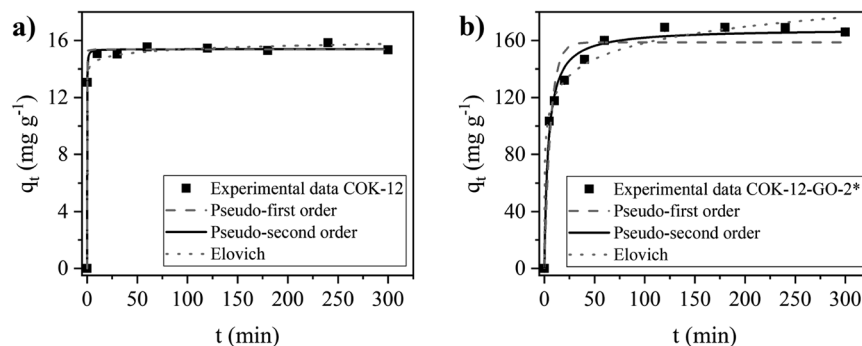 a)
q_t (mg g^-1)
16
12
8
4
0
Experimental data COK-12
Pseudo-first order
Pseudo-second order
Elovich
0 50 100 150 200 250 300
t (min)
b)
q_t (mg g^-1)
160
120
80
40
0
Experimental data COK-12-GO-2*
Pseudo-first order
Pseudo-second order
Elovich
0 50 100 150 200 250 300
t (min)